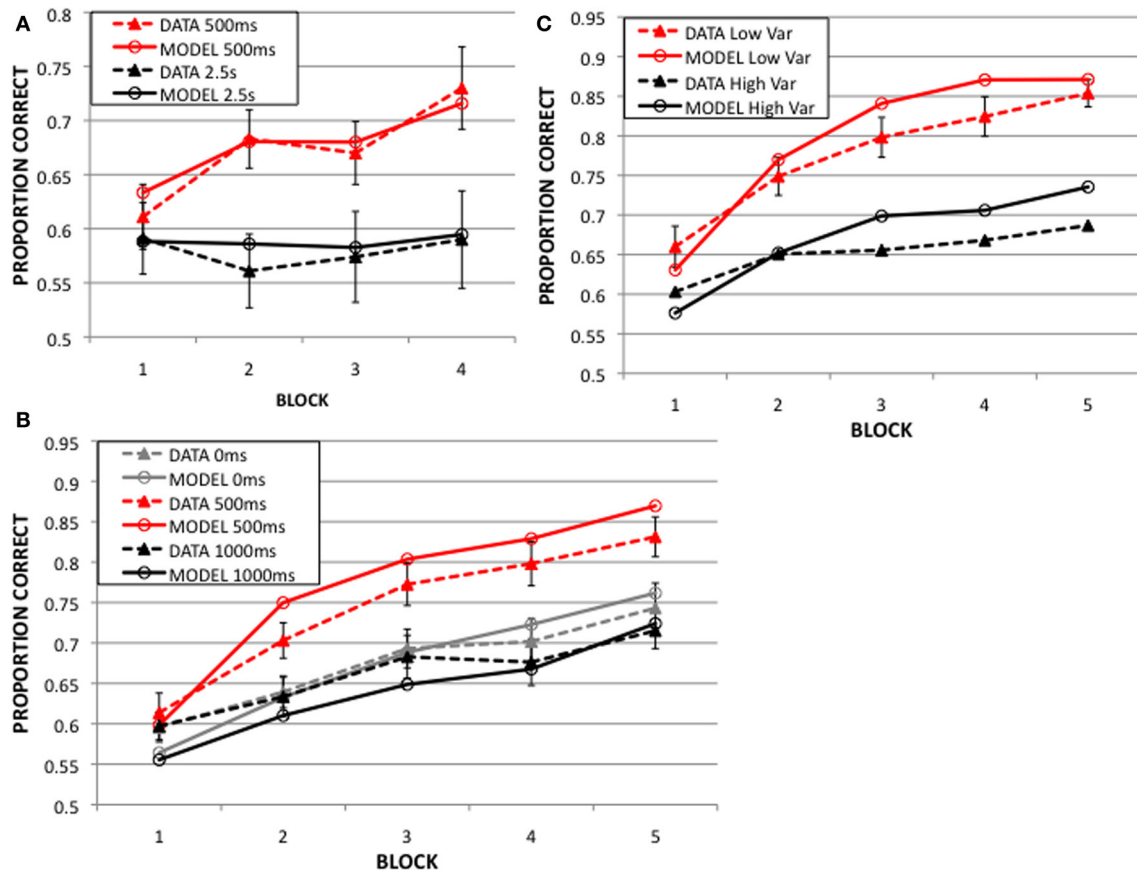 A
DATA 500ms
MODEL 500ms
DATA 2.5s
MODEL 2.5s
PROPORTION CORRECT
0.8
0.75
0.7
0.65
0.6
0.55
0.5
1 2 3 4
BLOCK
C
DATA Low Var
MODEL Low Var
DATA High Var
MODEL High Var
PROPORTION CORRECT
0.95
0.9
0.85
0.8
0.75
0.7
0.65
0.6
0.55
0.5
1 2 3 4 5
BLOCK
B
DATA 0ms
MODEL 0ms
DATA 500ms
MODEL 500ms
DATA 1000ms
MODEL 1000ms
PROPORTION CORRECT
0.95
0.9
0.85
0.8
0.75
0.7
0.65
0.6
0.55
0.5
1 2 3 4 5
BLOCK